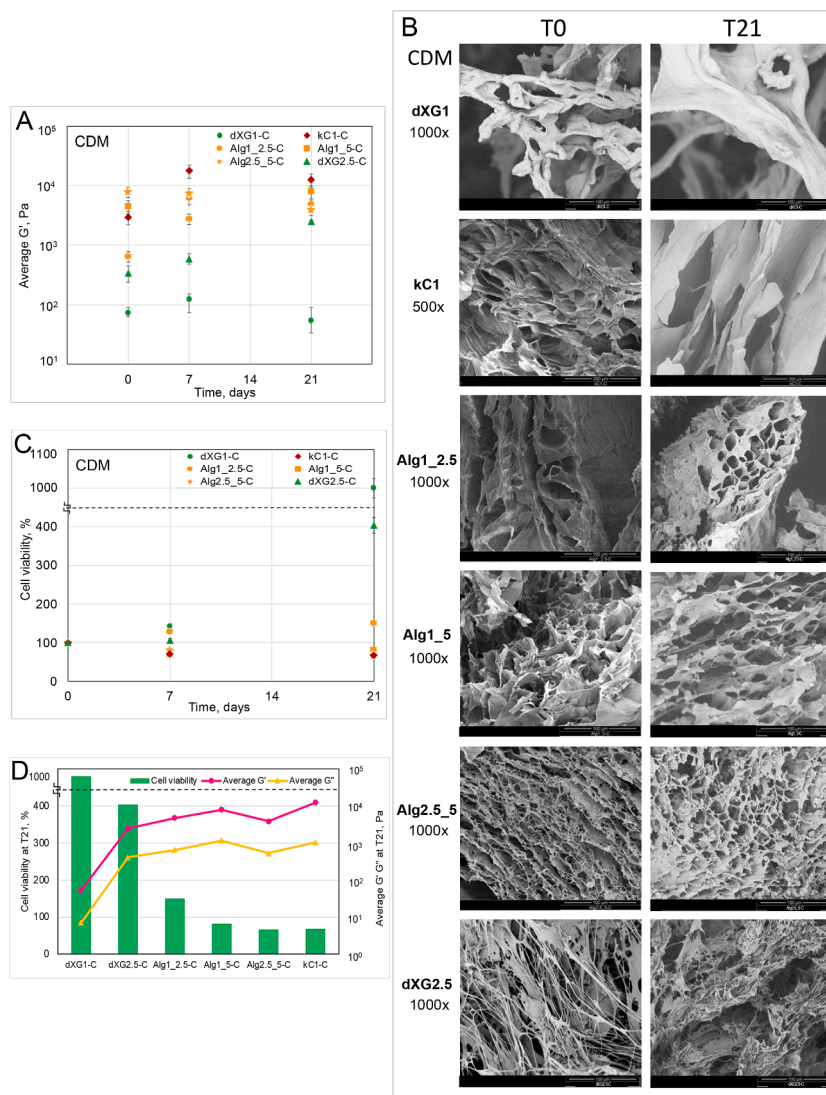 A
CDM
dXG1-C
kC1-C
Alg1_2.5-C
Alg1_5-C
Alg2.5_5-C
dXG2.5-C
10⁵
10⁴
10³
10²
10¹
Average G', Pa
0
7
14
21
Time, days
C
CDM
dXG1-C
kC1-C
Alg1_2.5-C
Alg1_5-C
Alg2.5_5-C
dXG2.5-C
1100
1000
400
300
200
100
0
Cell viability, %
0
7
14
21
Time, days
D
Cell viability
Average G'
Average G"
1000
400
300
200
100
0
Cell viability at T21, %
10⁵
10⁴
10³
10²
10¹
10⁰
Average G' G" at T21, Pa
dXG1-C
dXG2.5-C
Alg1_2.5-C
Alg1_5-C
Alg2.5_5-C
kC1-C
B
T0
T21
CDM
dXG1
1000x
kC1
500x
Alg1_2.5
1000x
Alg1_5
1000x
Alg2.5_5
1000x
dXG2.5
1000x